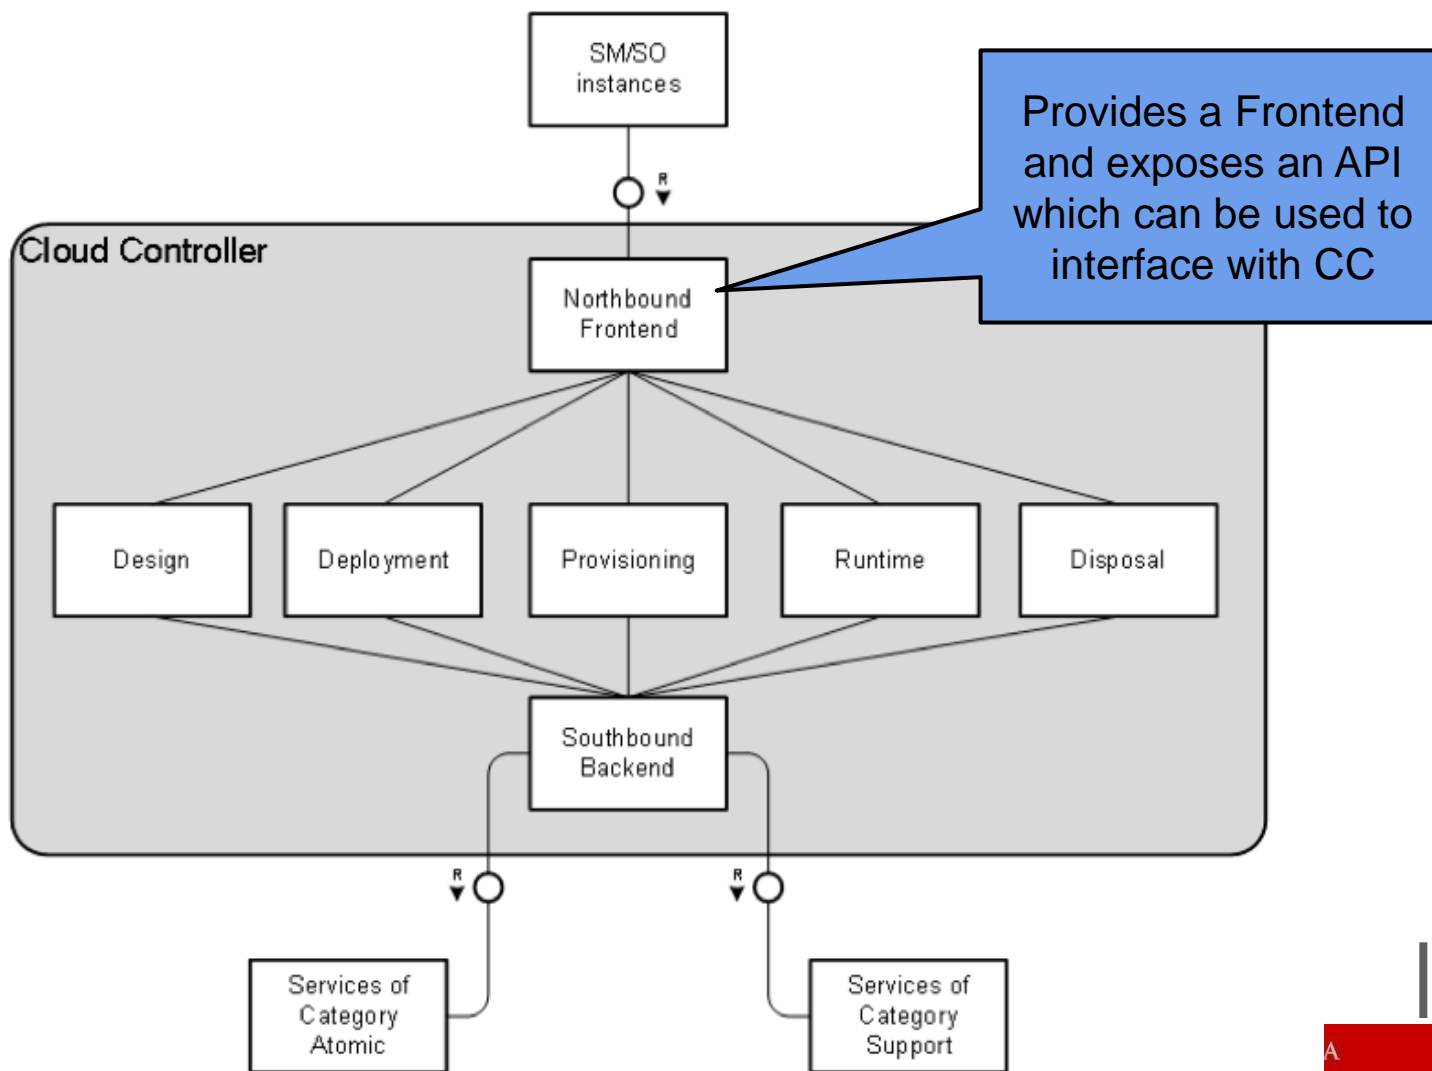 SM/SO
instances
Provides a Frontend
and exposes an API
which can be used to
interface with CC
R
Cloud Controller
Northbound
Frontend
Design
Deployment
Provisioning
Runtime
Disposal
Southbound
Backend
R
R
Services of
Category
Atomic
Services of
Category
Support
A